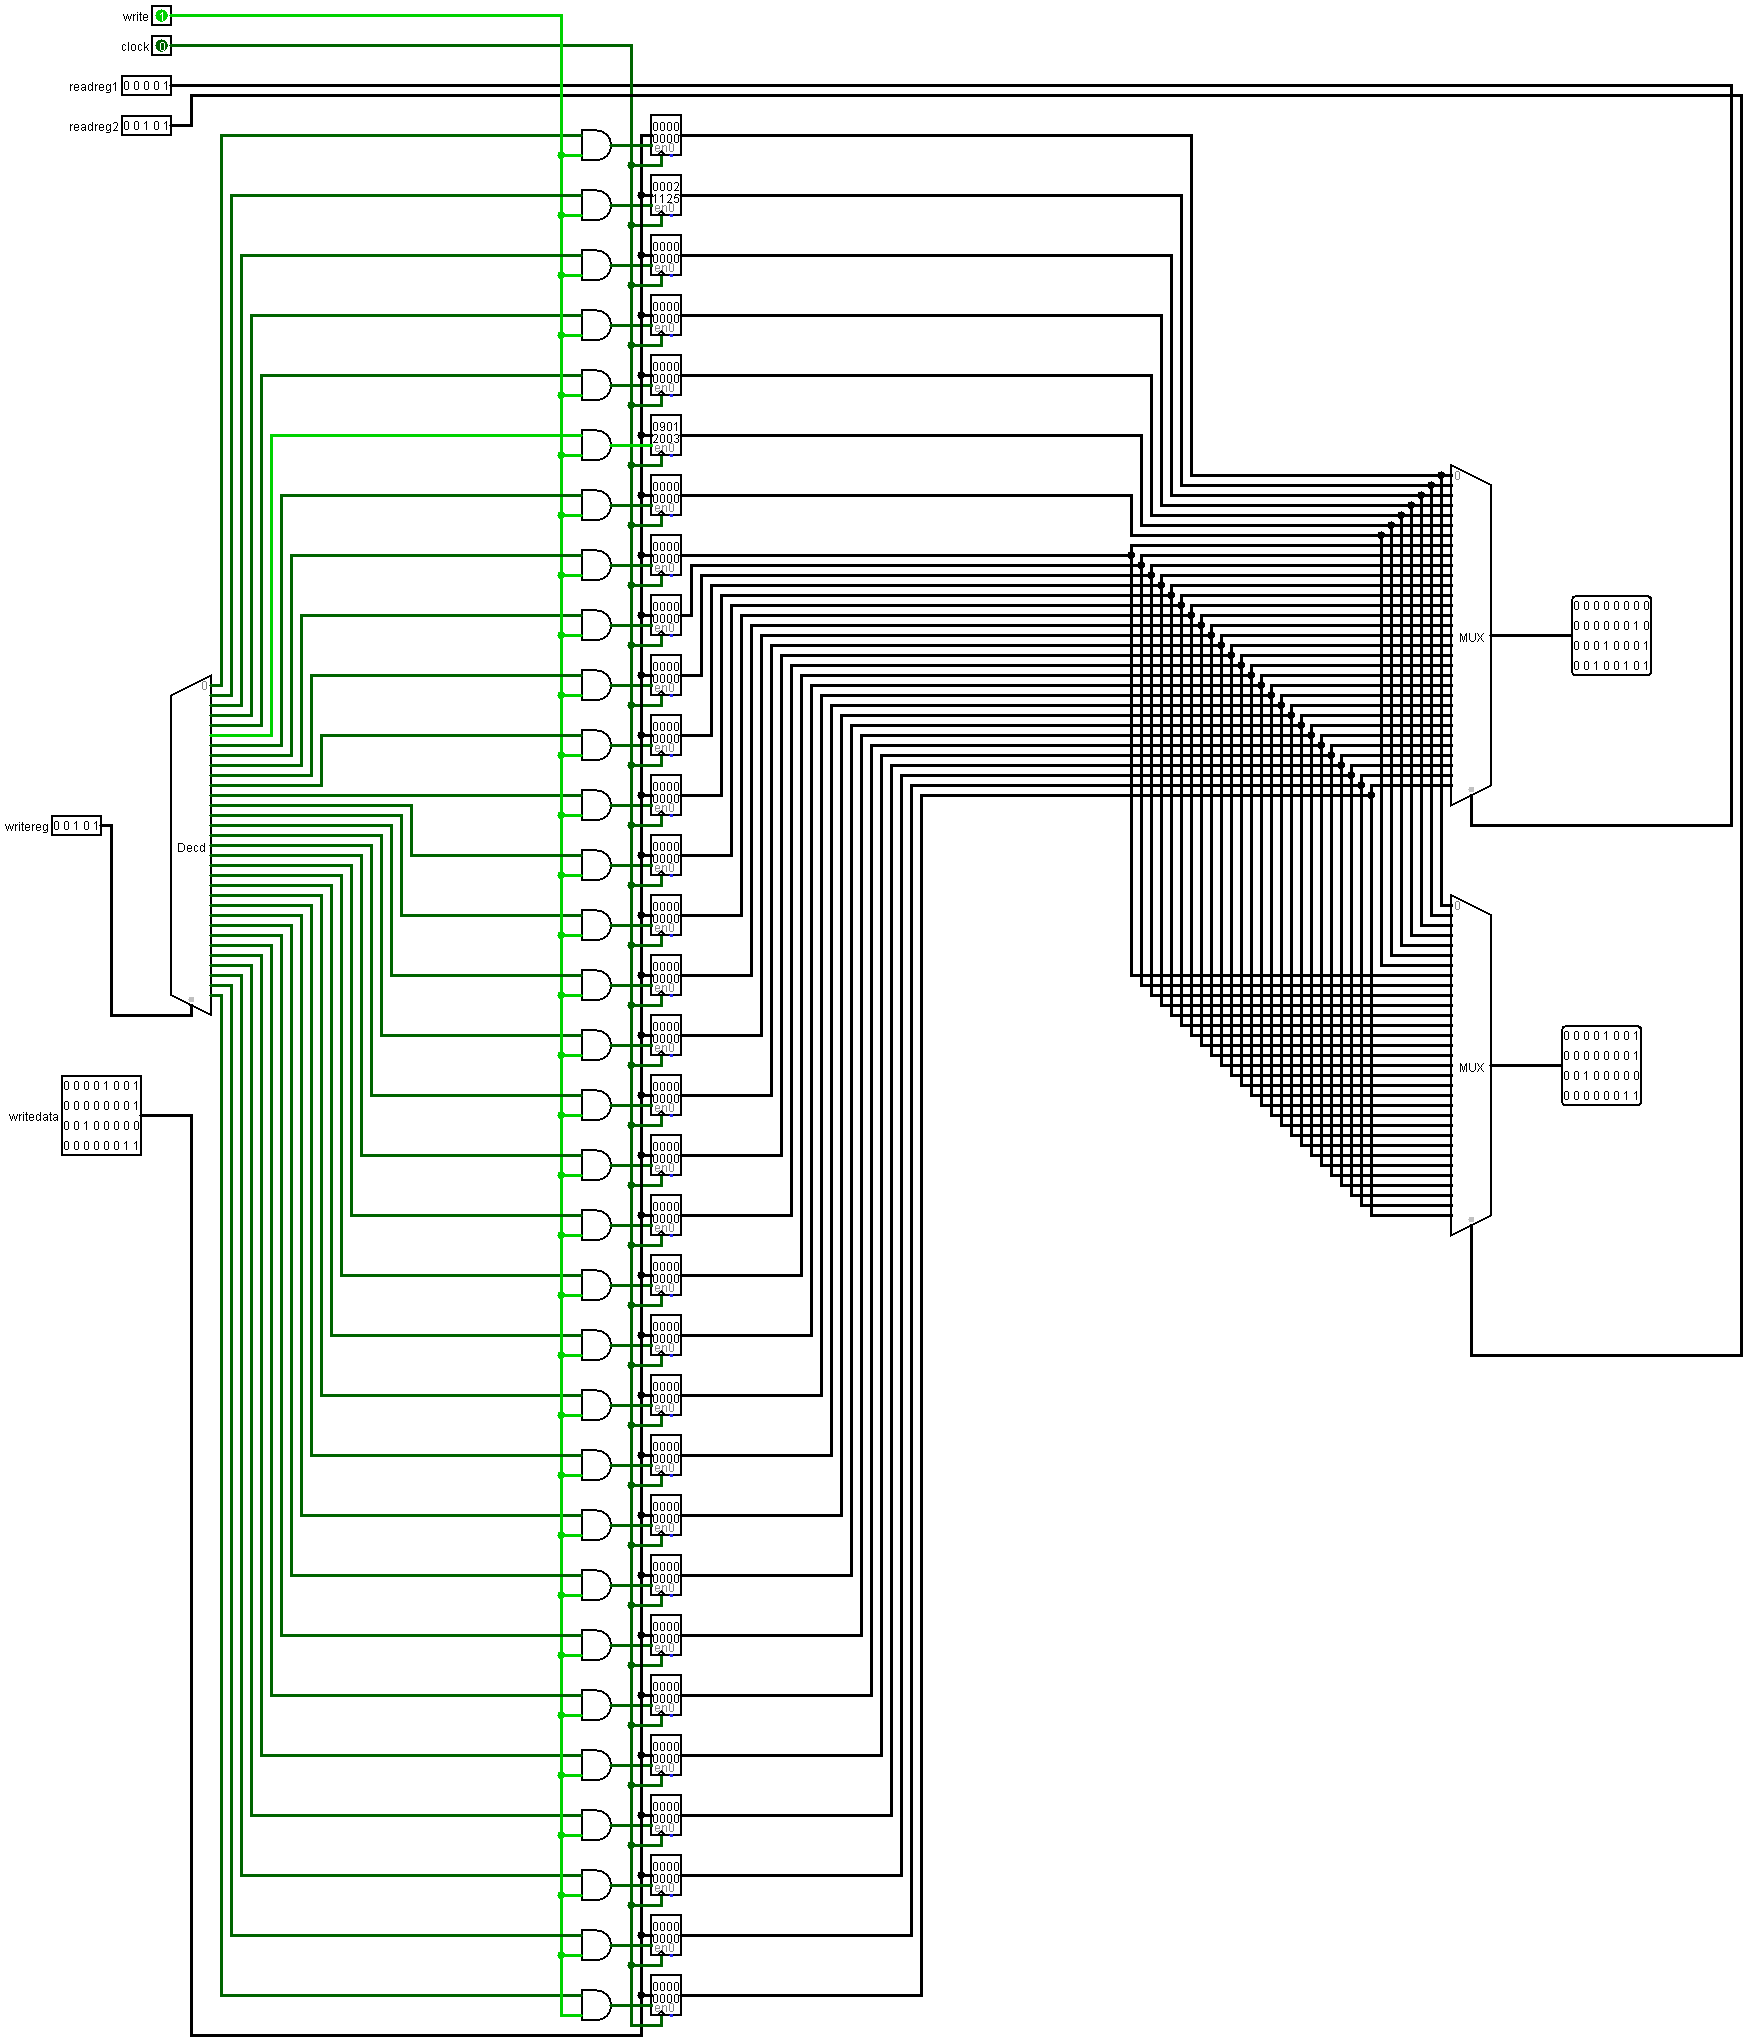 write 1
clock 0
readreg1 0 0 0 0 1
readreg2 0 0 1 0 1
0000
0000
en0
0002
1125
en0
0000
0000
en0
0000
0000
en0
0000
0000
en0
0901
2003
en0
0000
0000
en0
0000
0000
en0
0000
0000
en0
0000
0000
en0
0000
0000
en0
0000
0000
en0
0000
0000
en0
0000
0000
en0
0000
0000
en0
0000
0000
en0
0000
0000
en0
0000
0000
en0
0000
0000
en0
0000
0000
en0
0000
0000
en0
0000
0000
en0
0000
0000
en0
0000
0000
en0
0000
0000
en0
0000
0000
en0
0000
0000
en0
0000
0000
en0
0000
0000
en0
0000
0000
en0
0000
0000
en0
0000
0000
en0
0
Decd
writereg 0 0 1 0 1
writedata
0 0 0 0 1 0 0 1
0 0 0 0 0 0 0 1
0 0 1 0 0 0 0 0
0 0 0 0 0 0 1 1
0
MUX
0 0 0 0 0 0 0 0
0 0 0 0 0 0 1 0
0 0 0 1 0 0 0 1
0 0 1 0 0 1 0 1
0
MUX
0 0 0 0 1 0 0 1
0 0 0 0 0 0 0 1
0 0 1 0 0 0 0 0
0 0 0 0 0 0 1 1